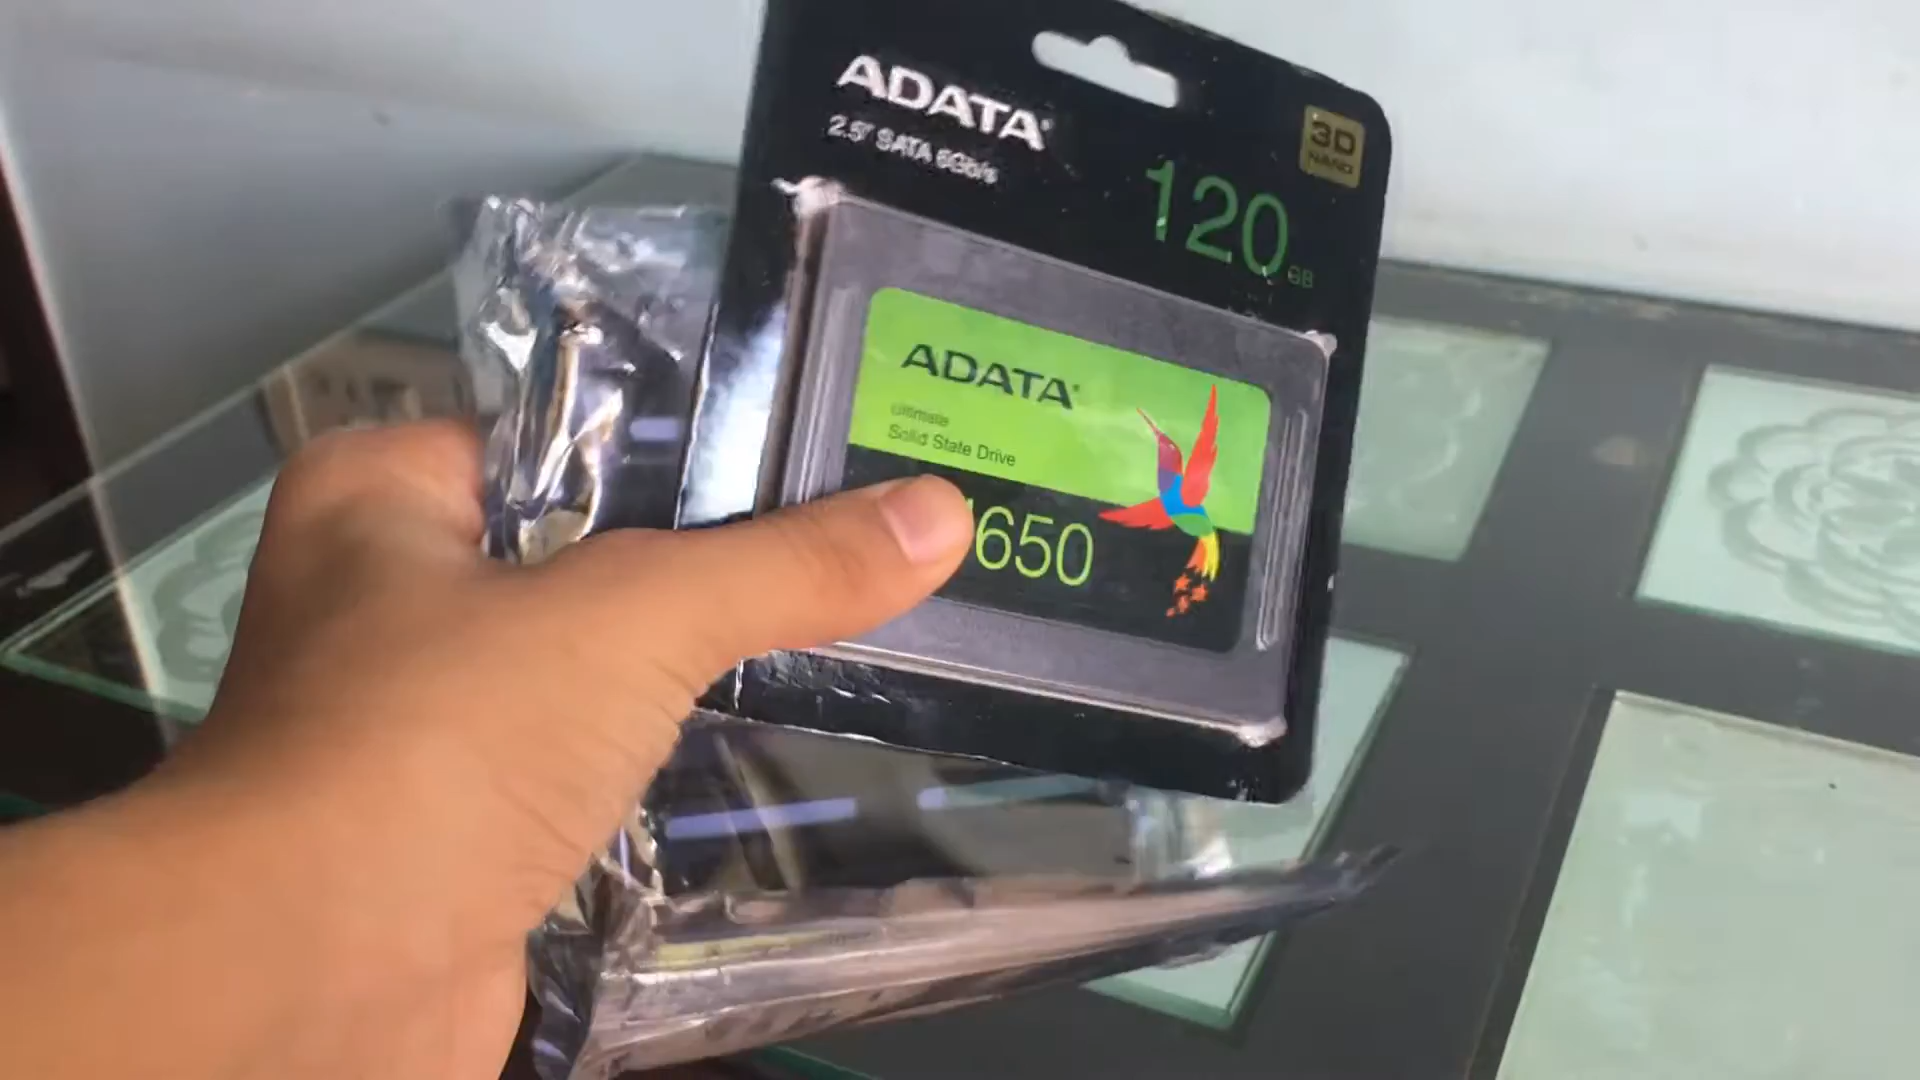 ADATA
2.5" SATA 6Gb/s
3D
NAND
120 GB
ADATA
Ultimate
Solid State Drive
650